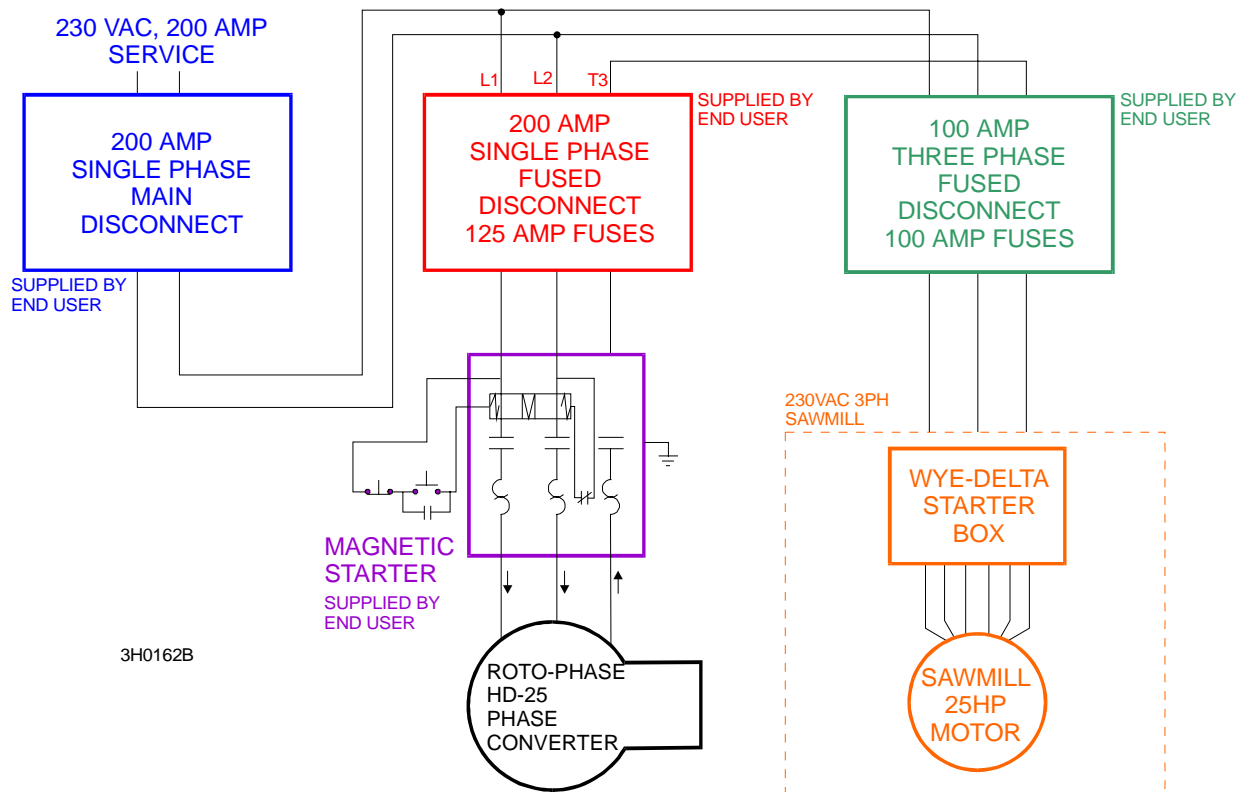 230 VAC, 200 AMP
SERVICE
200 AMP
SINGLE PHASE
MAIN
DISCONNECT
SUPPLIED BY
END USER
L1
L2
T3
200 AMP
SINGLE PHASE
FUSED
DISCONNECT
125 AMP FUSES
SUPPLIED BY
END USER
100 AMP
THREE PHASE
FUSED
DISCONNECT
100 AMP FUSES
SUPPLIED BY
END USER
MAGNETIC
STARTER
SUPPLIED BY
END USER
230VAC 3PH
SAWMILL
WYE-DELTA
STARTER
BOX
3H0162B
ROTO-PHASE
HD-25
PHASE
CONVERTER
SAWMILL
25HP
MOTOR